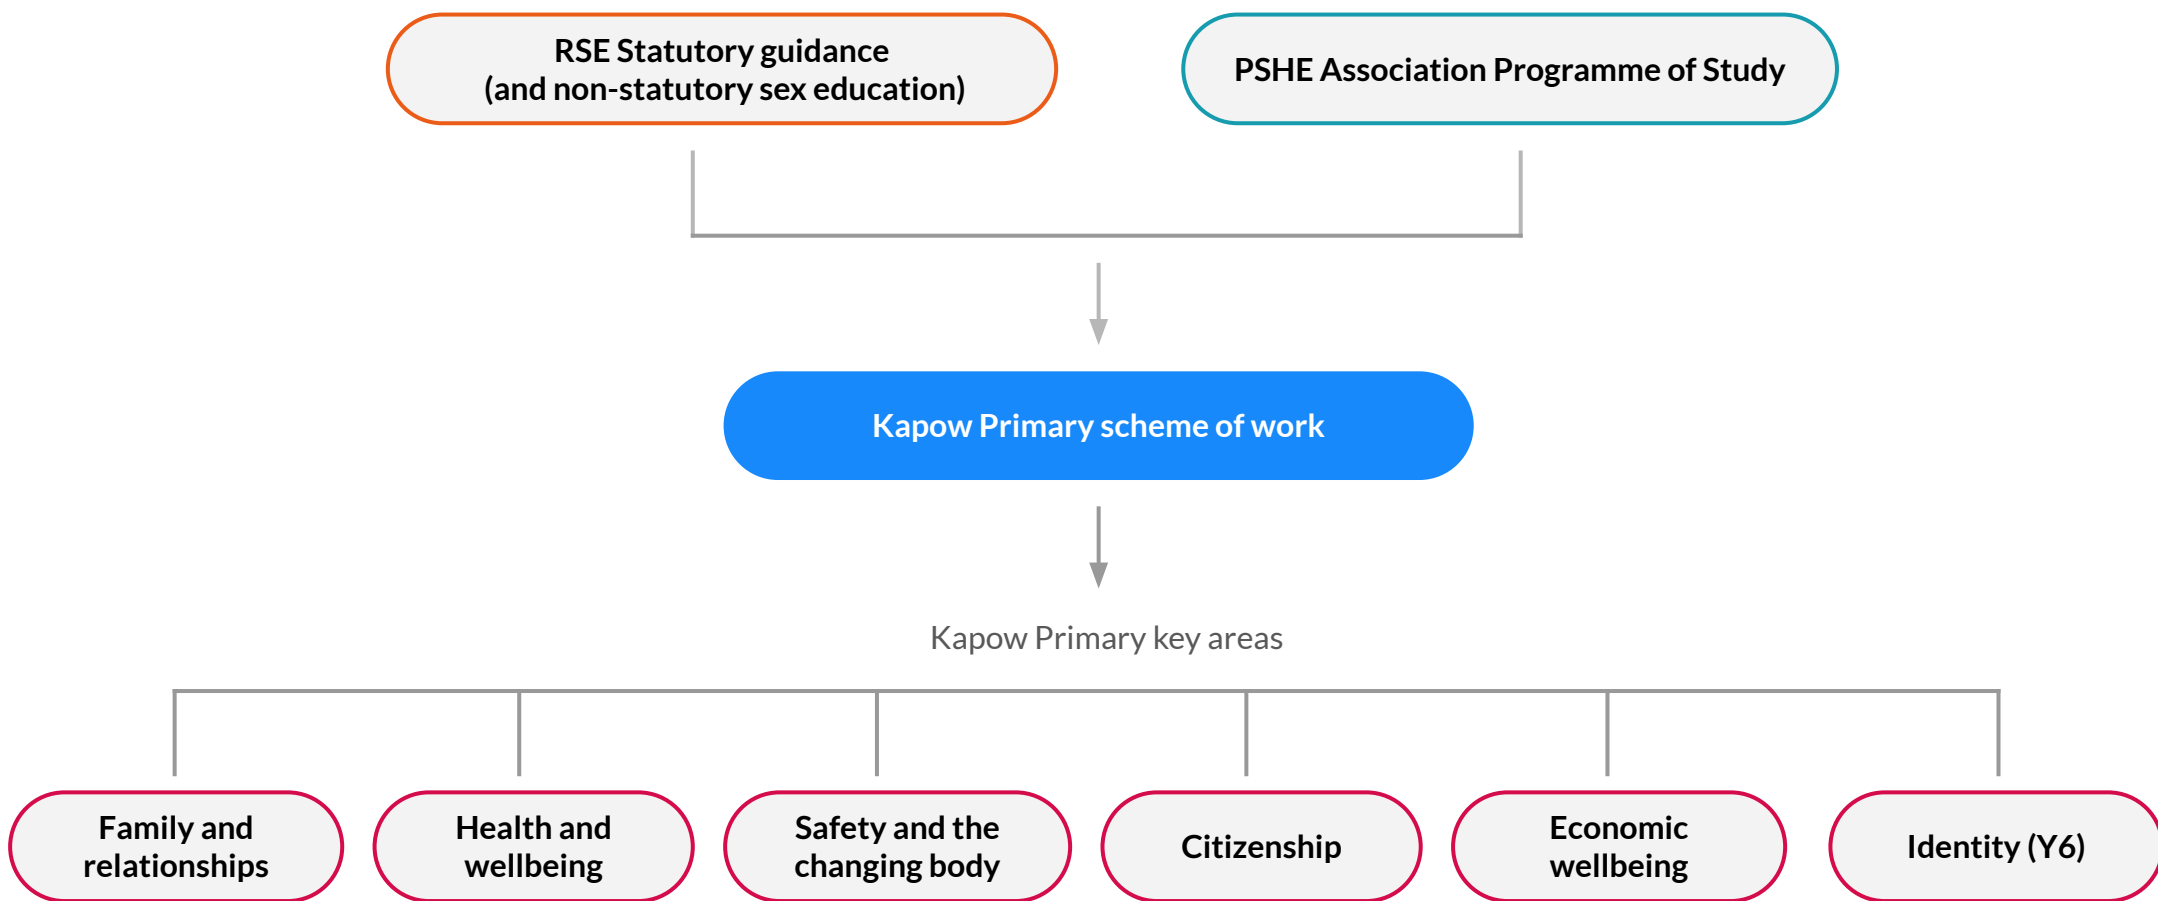 RSE Statutory guidance
(and non-statutory sex education)
PSHE Association Programme of Study
Kapow Primary scheme of work
Kapow Primary key areas
Family and
relationships
Health and
wellbeing
Safety and the
changing body
Citizenship
Economic
wellbeing
Identity (Y6)